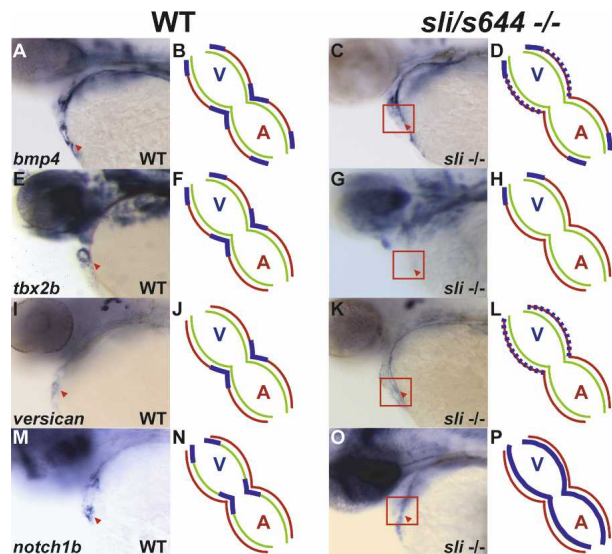 WT sli/s644 -/-
A bmp4 WT
B V A
C sli -/-
D V A
E tbx2b WT
F V A
G sli -/-
H V A
I versican WT
J V A
K sli -/-
L V A
M notch1b WT
N V A
O sli -/-
P V A